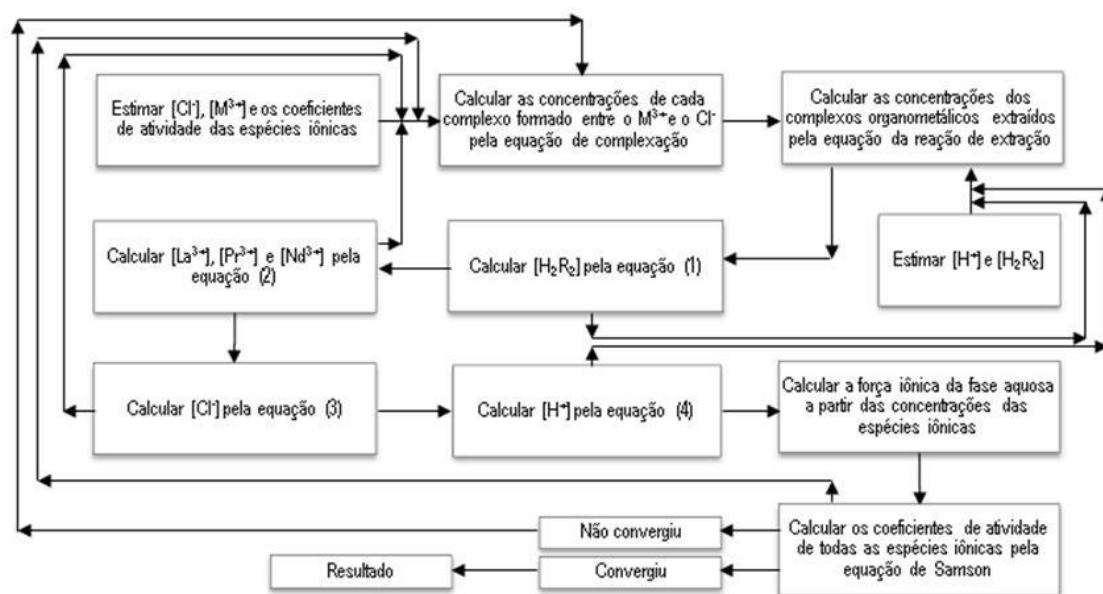 Estimar [Cl⁻], [M³⁺] e os coeficientes
de atividade das espécies iônicas
Calcular as concentrações de cada
complexo formado entre o M³⁺ e o Cl⁻
pela equação de complexação
Calcular as concentrações dos
complexos organometálicos extraídos
pela equação da reação de extração
Calcular [La³⁺], [Pr³⁺] e [Nd³⁺] pela
equação (2)
Calcular [H₂R₂] pela equação (1)
Estimar [H⁺] e [H₂R₂]
Calcular [Cl⁻] pela equação (3)
Calcular [H⁺] pela equação (4)
Calcular a força iônica da fase aquosa
a partir das concentrações das
espécies iônicas
Não convergiu
Calcular os coeficientes de atividade
de todas as espécies iônicas pela
equação de Samson
Resultado
Convergiu